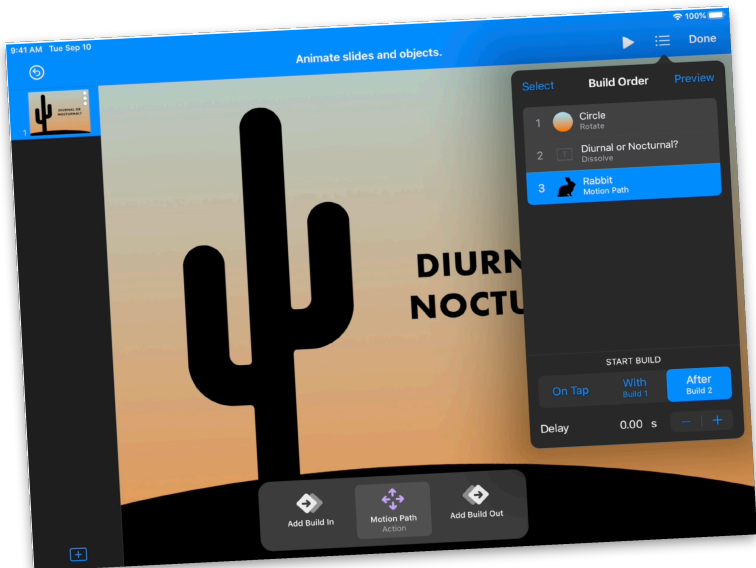 9:41 AM Tue Sep 10
100%
Animate slides and objects.
Done
1
DIURNAL OR
NOCTURNAL?
Select
Build Order
Preview
1
Circle
Rotate
2
Diurnal or Nocturnal?
Dissolve
3
Rabbit
Motion Path
DIURN
NOCTU
START BUILD
On Tap
With
Build 1
After
Build 2
Delay
0.00 s
Add Build In
Motion Path
Action
Add Build Out